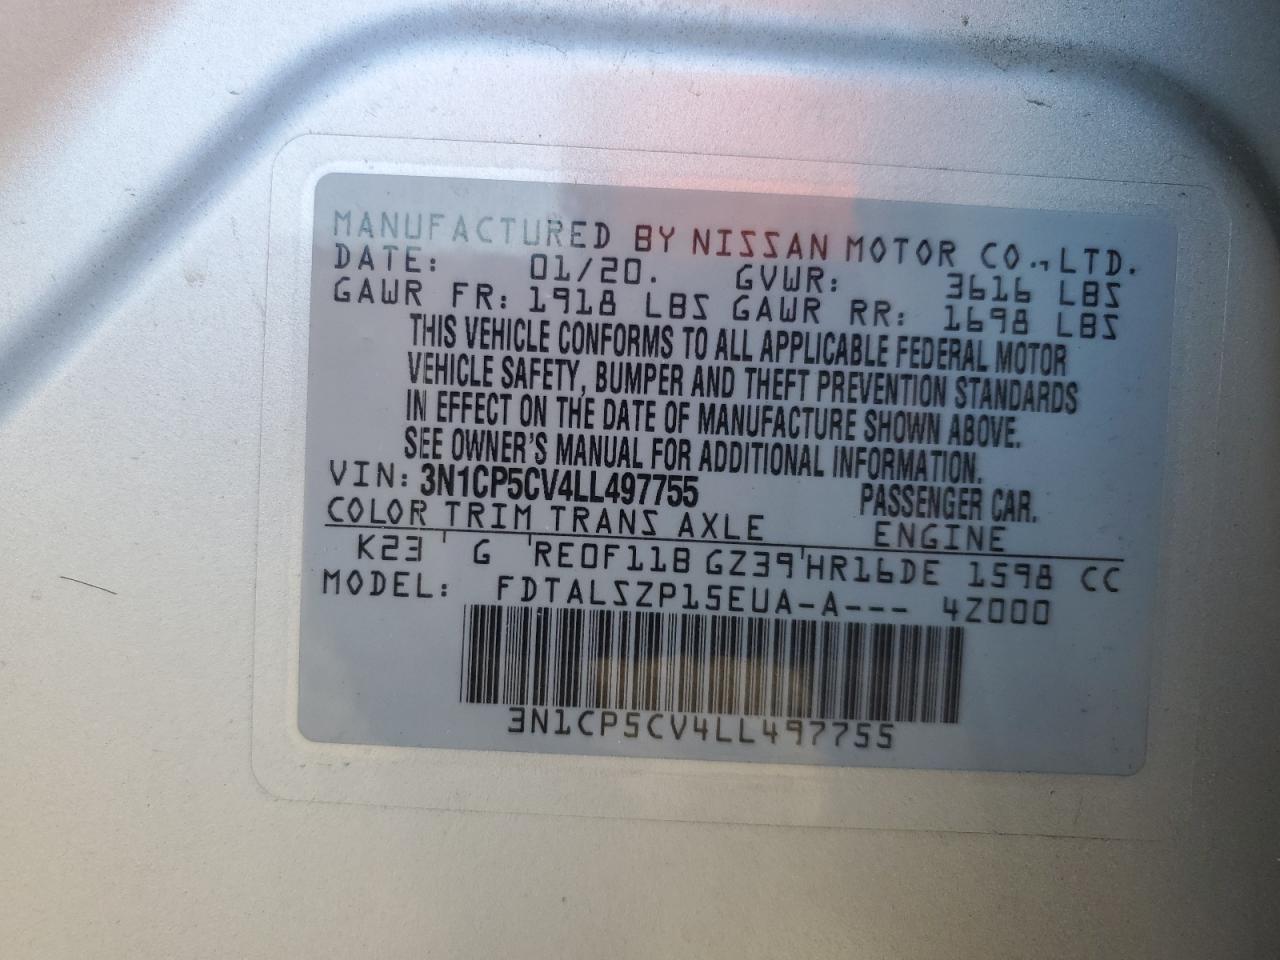 MANUFACTURED BY NISSAN MOTOR CO., LTD.
DATE: 01/20. GVWR: 3616 LBS
GAWR FR: 1918 LBS GAWR RR: 1698 LBS
THIS VEHICLE CONFORMS TO ALL APPLICABLE FEDERAL MOTOR
VEHICLE SAFETY, BUMPER AND THEFT PREVENTION STANDARDS
IN EFFECT ON THE DATE OF MANUFACTURE SHOWN ABOVE.
SEE OWNER'S MANUAL FOR ADDITIONAL INFORMATION.
VIN: 3N1CP5CV4LL497755 PASSENGER CAR.
COLOR TRIM TRANS AXLE ENGINE
K23 G RE0F11B GZ39 HR16DE 1598 CC
MODEL: FDTALSZP15EUA-A--- 4Z000
3N1CP5CV4LL497755